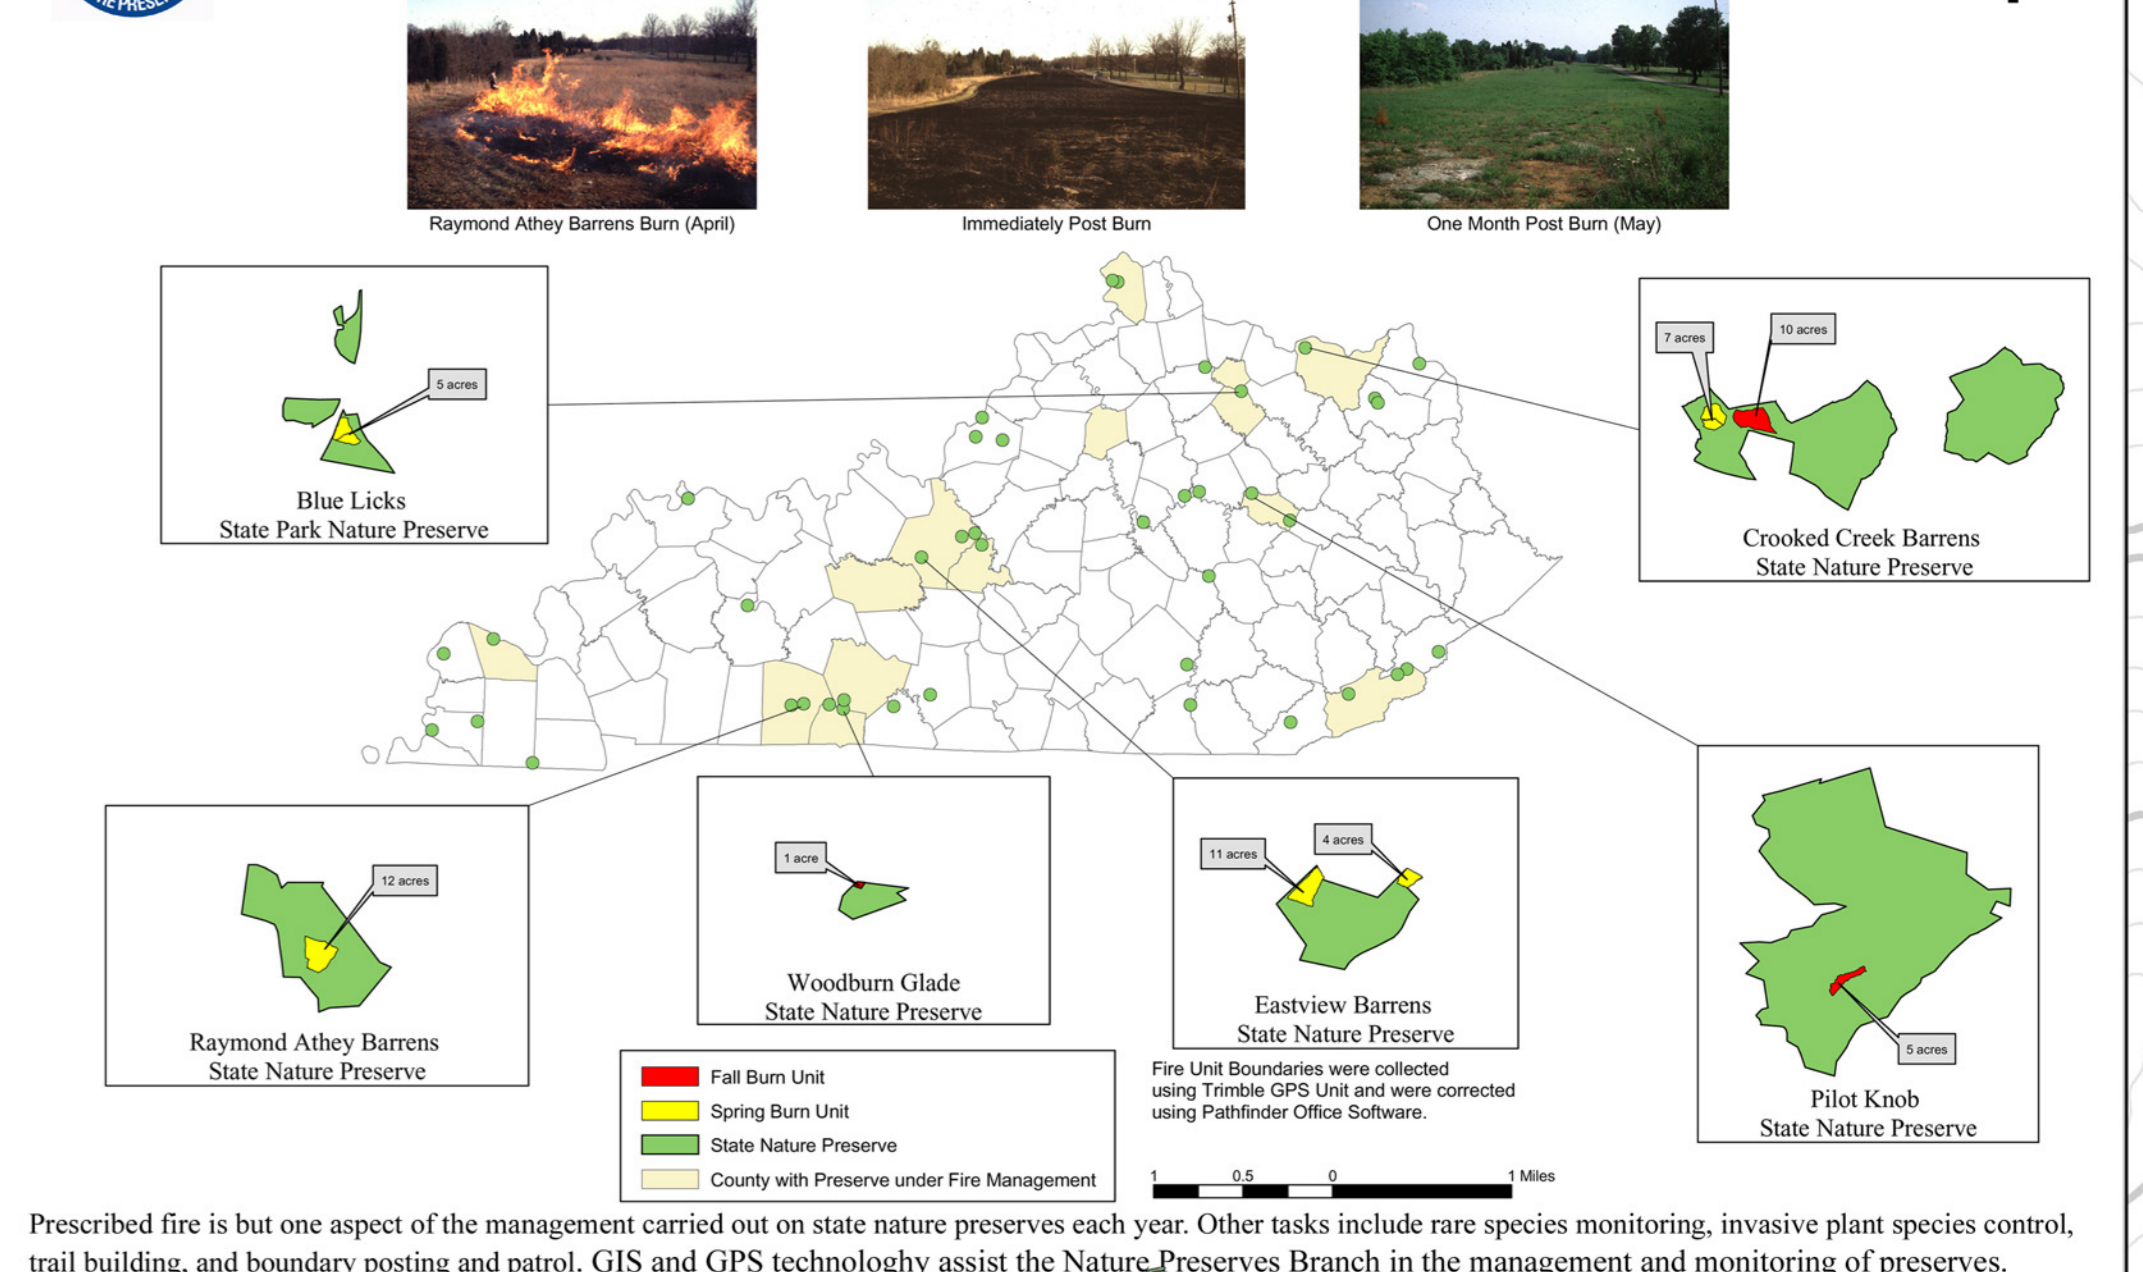 RE PRESE
Raymond Athey Barrens Burn (April)
Immediately Post Burn
One Month Post Burn (May)
5 acres
Blue Licks
State Park Nature Preserve
7 acres
10 acres
Crooked Creek Barrens
State Nature Preserve
12 acres
Raymond Athey Barrens
State Nature Preserve
1 acre
Woodburn Glade
State Nature Preserve
11 acres
4 acres
Eastview Barrens
State Nature Preserve
5 acres
Pilot Knob
State Nature Preserve
Fall Burn Unit
Spring Burn Unit
State Nature Preserve
County with Preserve under Fire Management
Fire Unit Boundaries were collected
using Trimble GPS Unit and were corrected
using Pathfinder Office Software.
1 0.5 0 1 Miles
Prescribed fire is but one aspect of the management carried out on state nature preserves each year. Other tasks include rare species monitoring, invasive plant species control,
trail building, and boundary posting and patrol. GIS and GPS technologhy assist the Nature Preserves Branch in the management and monitoring of preserves.